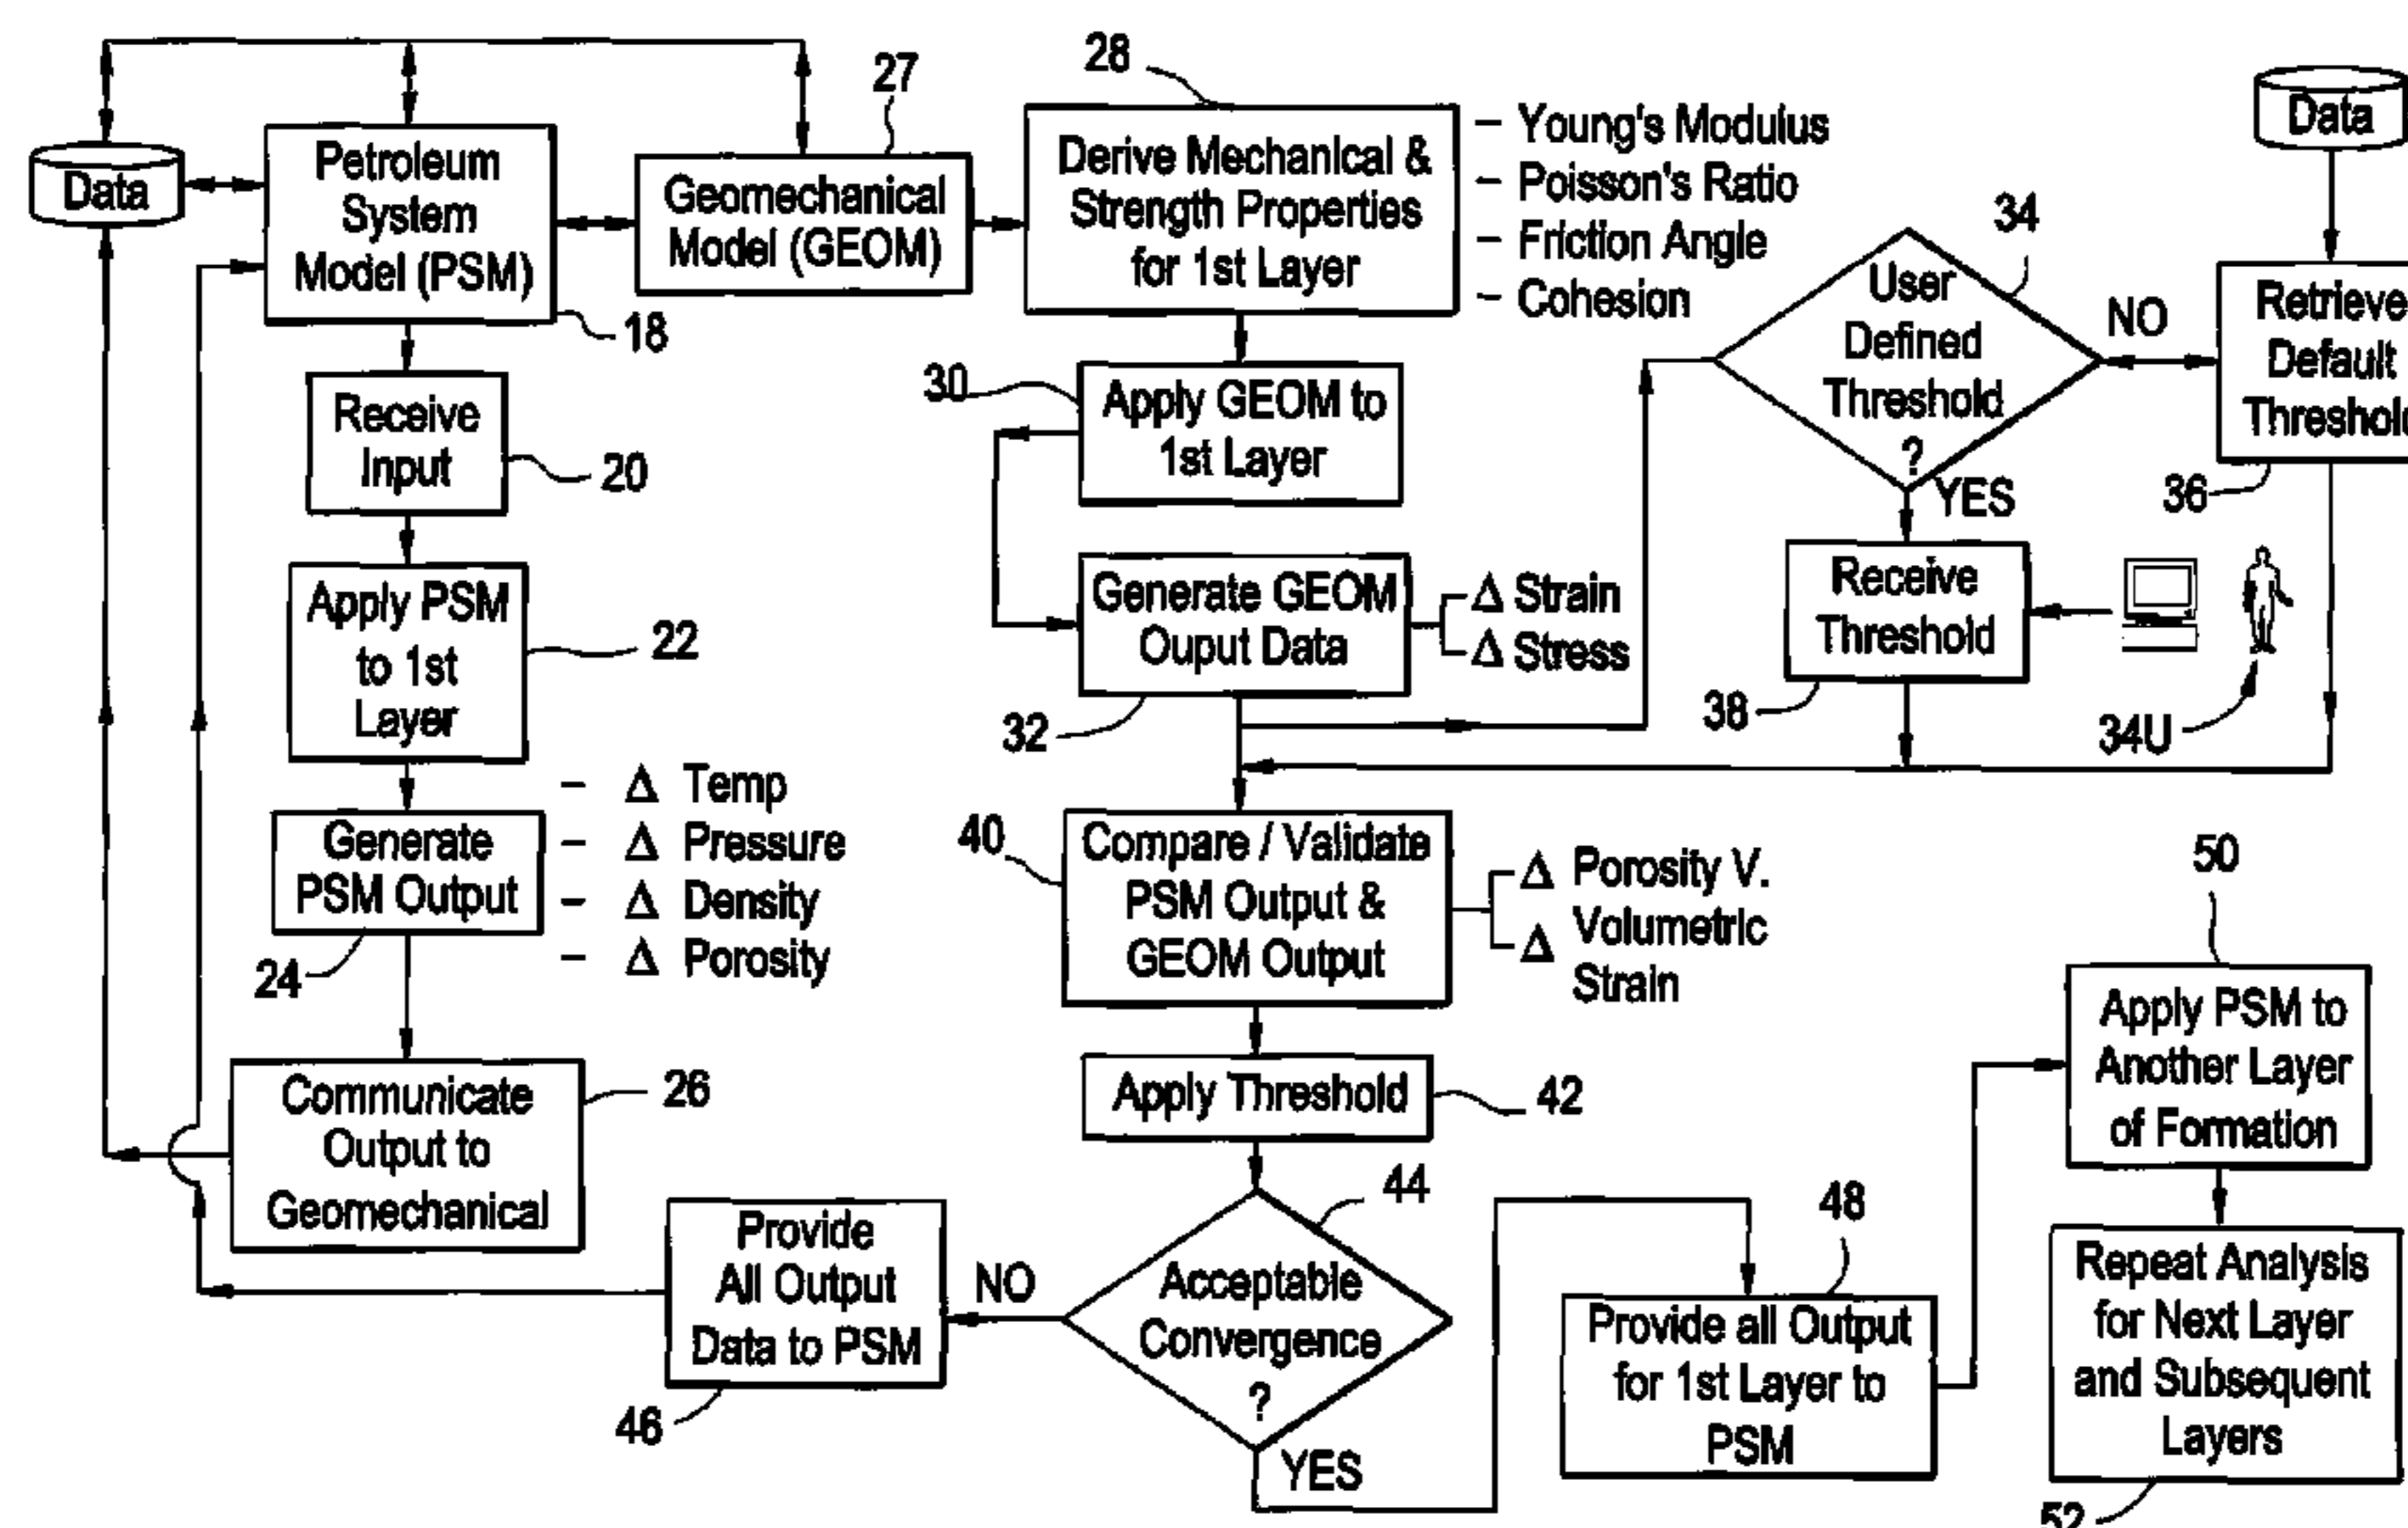 Data
Petroleum
System
Model (PSM)
18
27
Geomechanical
Model (GEOM)
28
Derive Mechanical &
Strength Properties
for 1st Layer
– Young's Modulus
– Poisson's Ratio
– Friction Angle
– Cohesion
Receive
Input
20
Apply PSM
to 1st
Layer
22
Generate
PSM Output
24
– Δ Temp
– Δ Pressure
– Δ Density
– Δ Porosity
Communicate
Output to
Geomechanical
26
30
Apply GEOM to
1st Layer
Generate GEOM
Ouput Data
32
Δ Strain
Δ Stress
34
User
Defined
Threshold
?
NO
YES
Data
Retrieve
Default
Threshold
36
Receive
Threshold
38
34U
40
Compare / Validate
PSM Output &
GEOM Output
Δ Porosity V.
Δ Volumetric
Strain
Apply Threshold
42
44
Acceptable
Convergence
?
NO
YES
Provide
All Output
Data to PSM
46
48
Provide all Output
for 1st Layer to
PSM
50
Apply PSM to
Another Layer
of Formation
Repeat Analysis
for Next Layer
and Subsequent
Layers
52